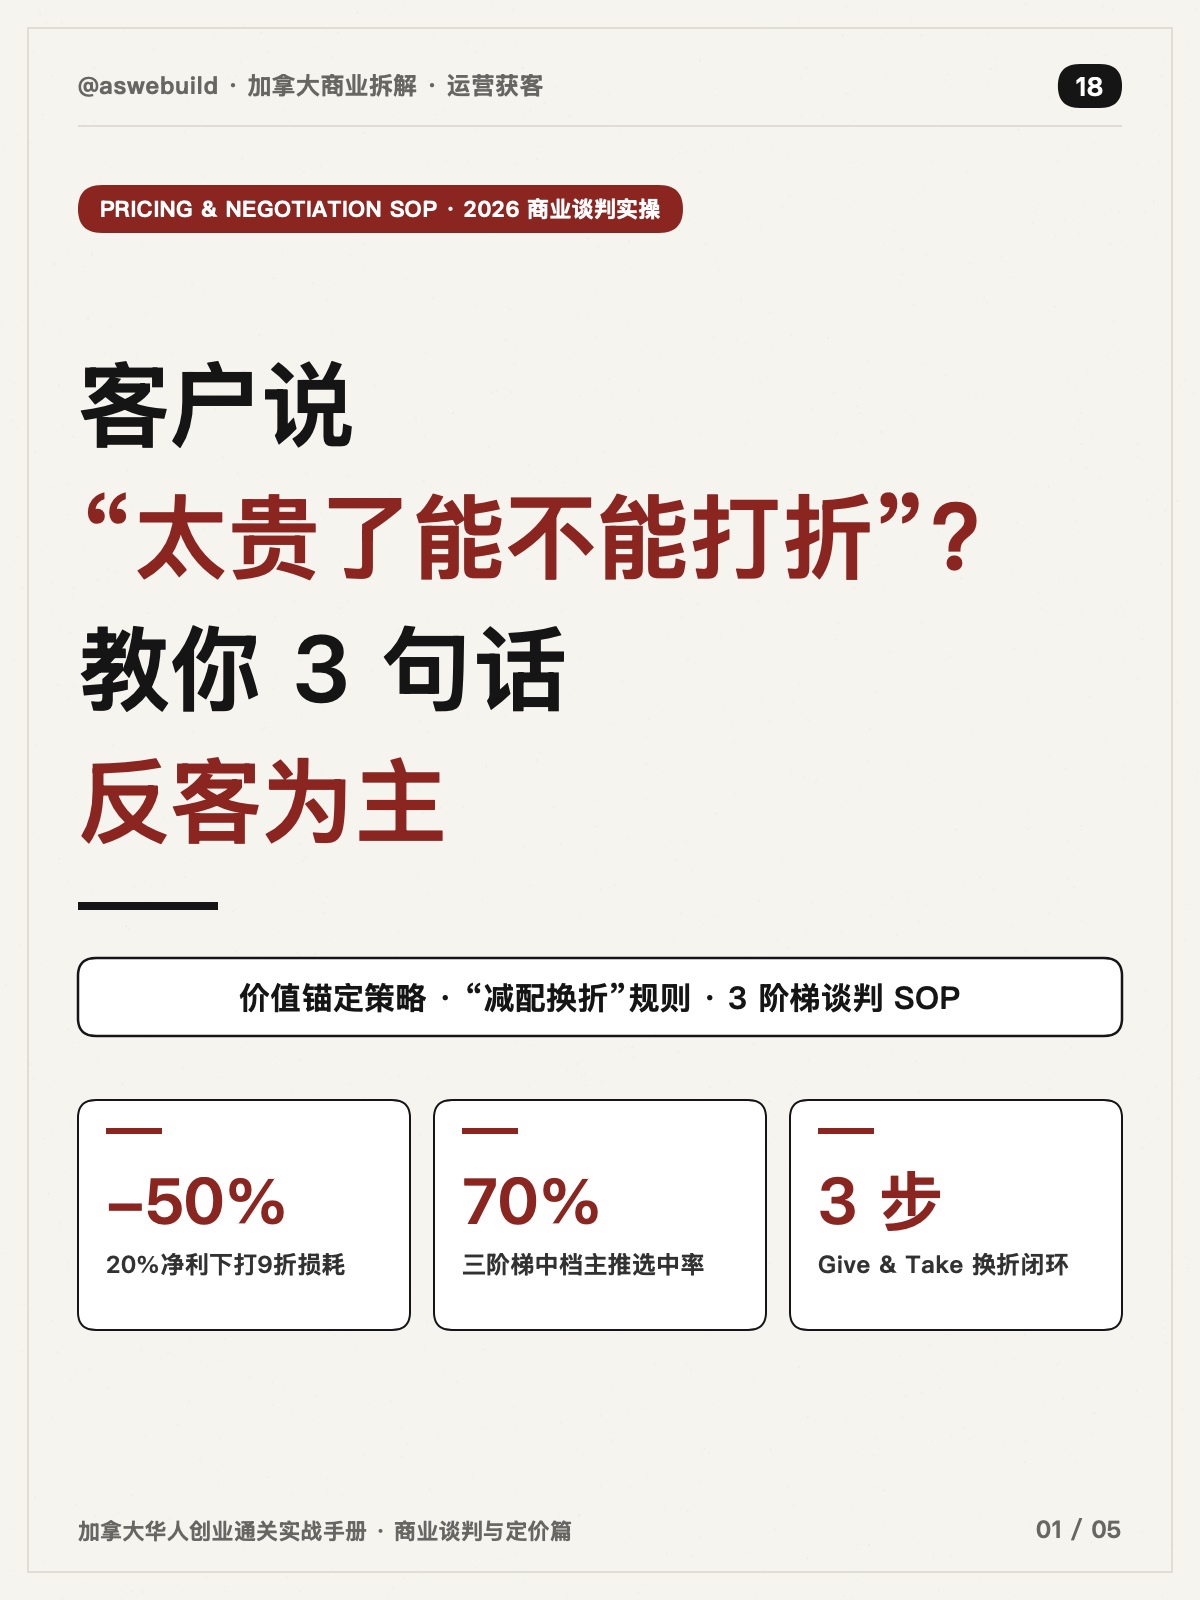 @aswebuild · 加拿大商业拆解 · 运营获客
18
PRICING & NEGOTIATION SOP · 2026 商业谈判实操
客户说
“太贵了能不能打折”?
教你 3 句话
反客为主
价值锚定策略 · “减配换折”规则 · 3 阶梯谈判 SOP
–50%
20%净利下打9折损耗
70%
三阶梯中档主推选中率
3 步
Give & Take 换折闭环
加拿大华人创业通关实战手册 · 商业谈判与定价篇
01 / 05